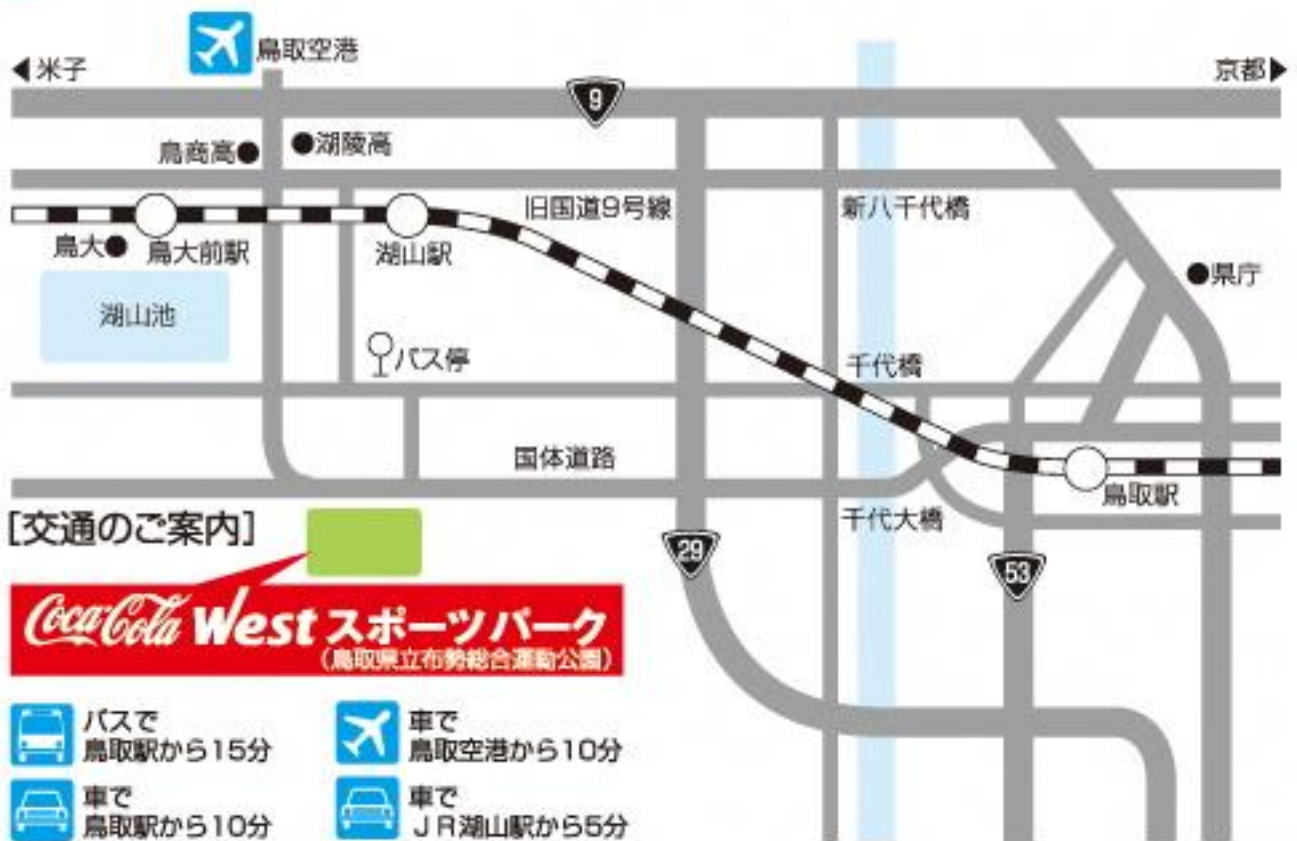 鳥取空港
米子
京都
9
鳥商高
湖陵高
旧国道9号線
新八千代橋
鳥大
鳥大前駅
湖山駅
県庁
湖山池
バス停
千代橋
国体道路
鳥取駅
千代大橋
[交通のご案内]
29
53
Coca-Cola West スポーツパーク
(鳥取県立布勢総合運動公園)
バスで
鳥取駅から15分
車で
鳥取空港から10分
車で
鳥取駅から10分
車で
JR湖山駅から5分